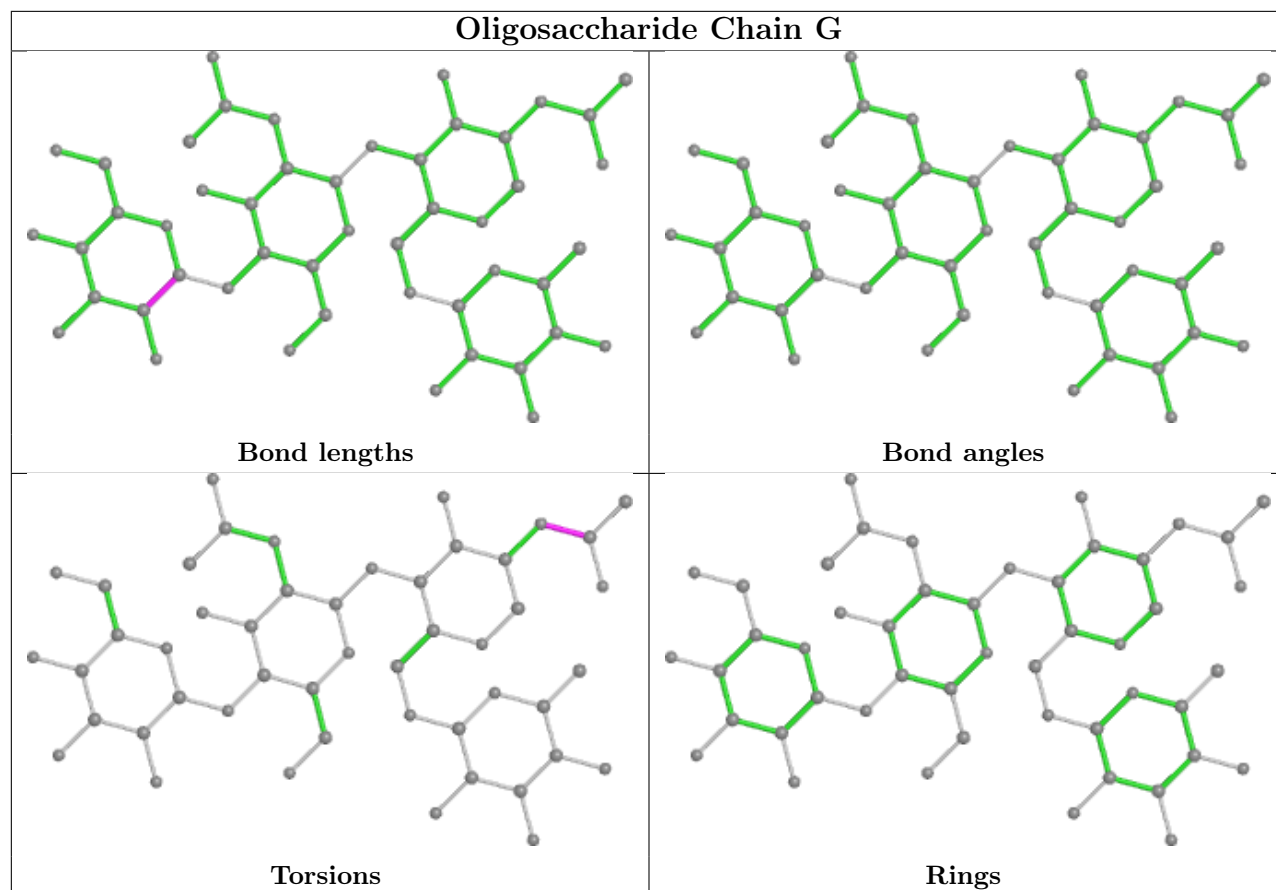 Oligosaccharide Chain G
Bond lengths
Bond angles
Torsions
Rings